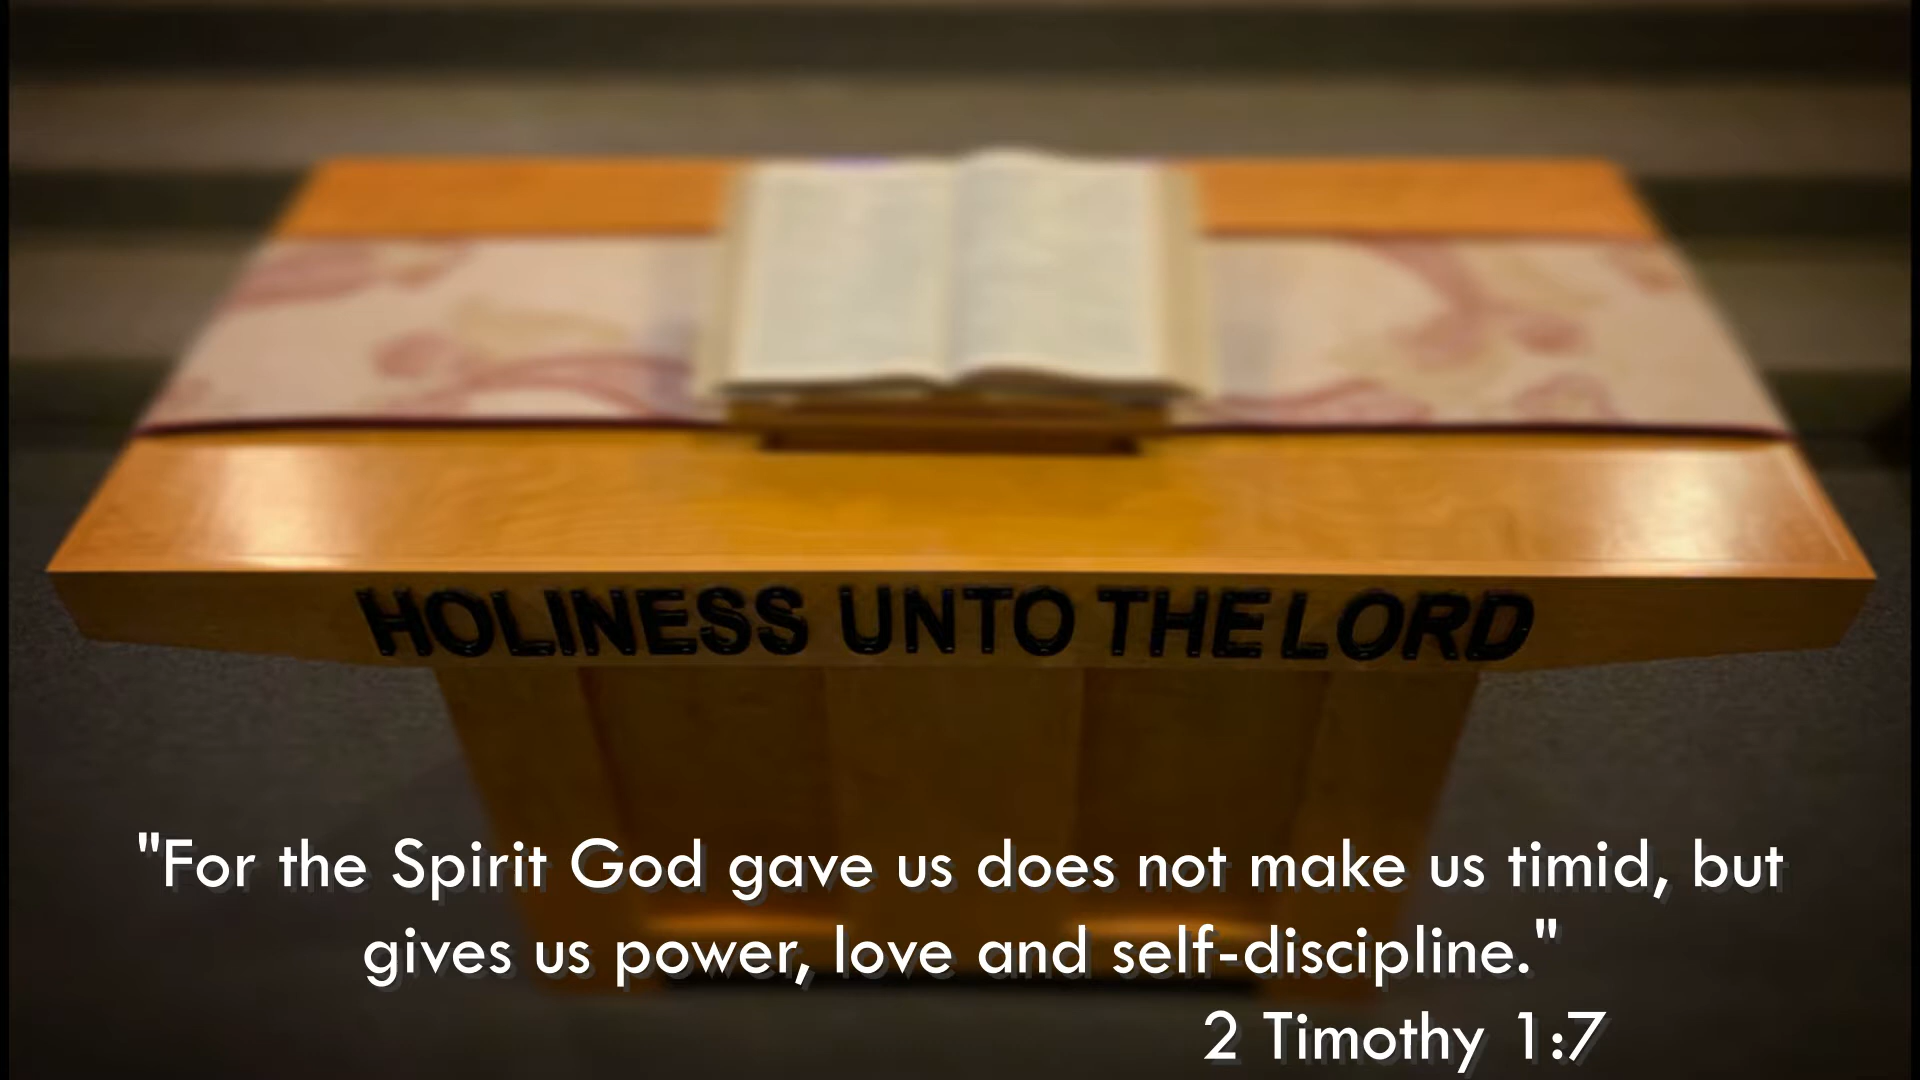 HOLINESS UNTO THE LORD
"For the Spirit God gave us does not make us timid, but
gives us power, love and self-discipline."
2 Timothy 1:7